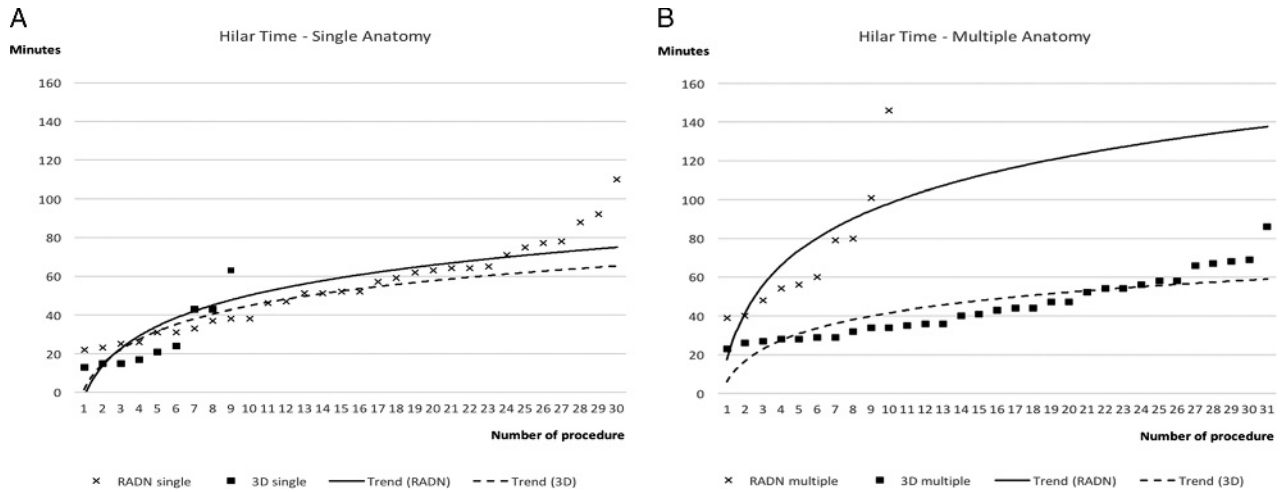 A
Hilar Time - Single Anatomy
Minutes
160
140
120
100
80
60
40
20
0
1 2 3 4 5 6 7 8 9 10 11 12 13 14 15 16 17 18 19 20 21 22 23 24 25 26 27 28 29 30
Number of procedure
RADN single 3D single Trend (RADN) Trend (3D)
B
Hilar Time - Multiple Anatomy
Minutes
160
140
120
100
80
60
40
20
0
1 2 3 4 5 6 7 8 9 10 11 12 13 14 15 16 17 18 19 20 21 22 23 24 25 26 27 28 29 30 31
Number of procedure
RADN multiple 3D multiple Trend (RADN) Trend (3D)